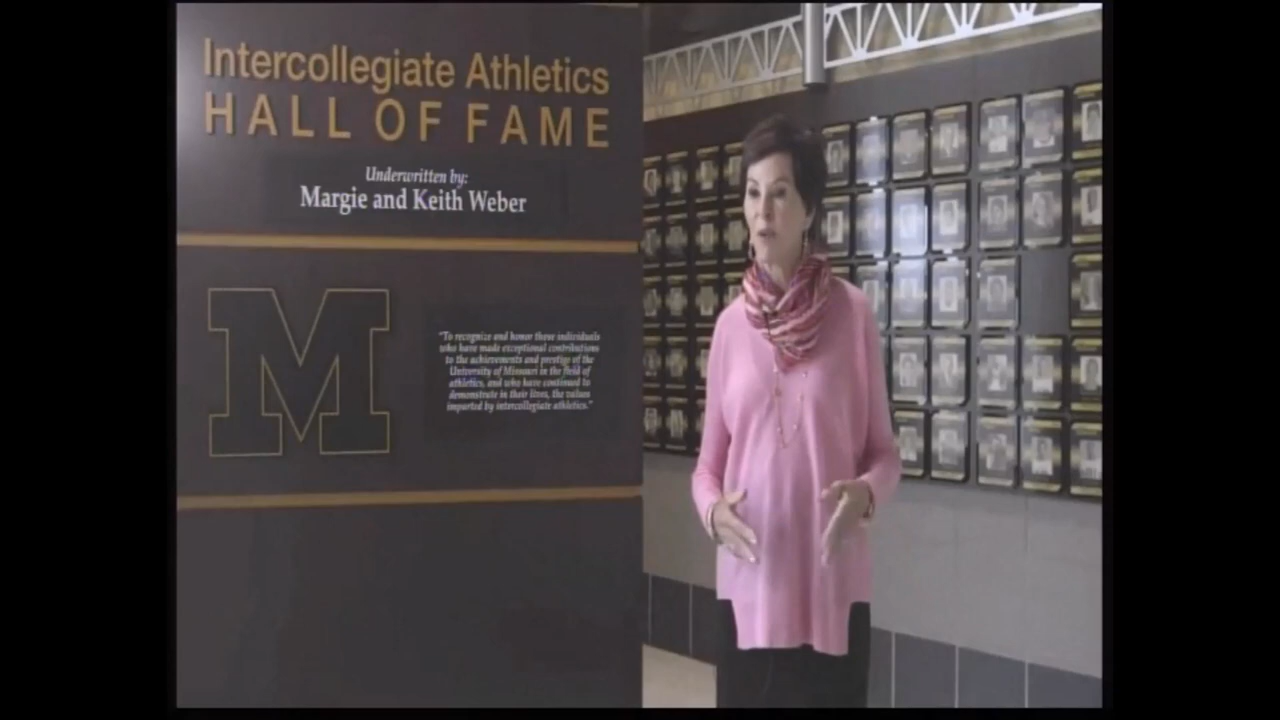 Intercollegiate Athletics
HALL OF FAME
Underwritten by:
Margie and Keith Weber
M
"To recognize and honor those individuals
who have made exceptional contributions
to the achievements and prestige of the
University of Missouri in the field of
athletics, and who have continued to
demonstrate in their lives, the values
imparted by intercollegiate athletics."